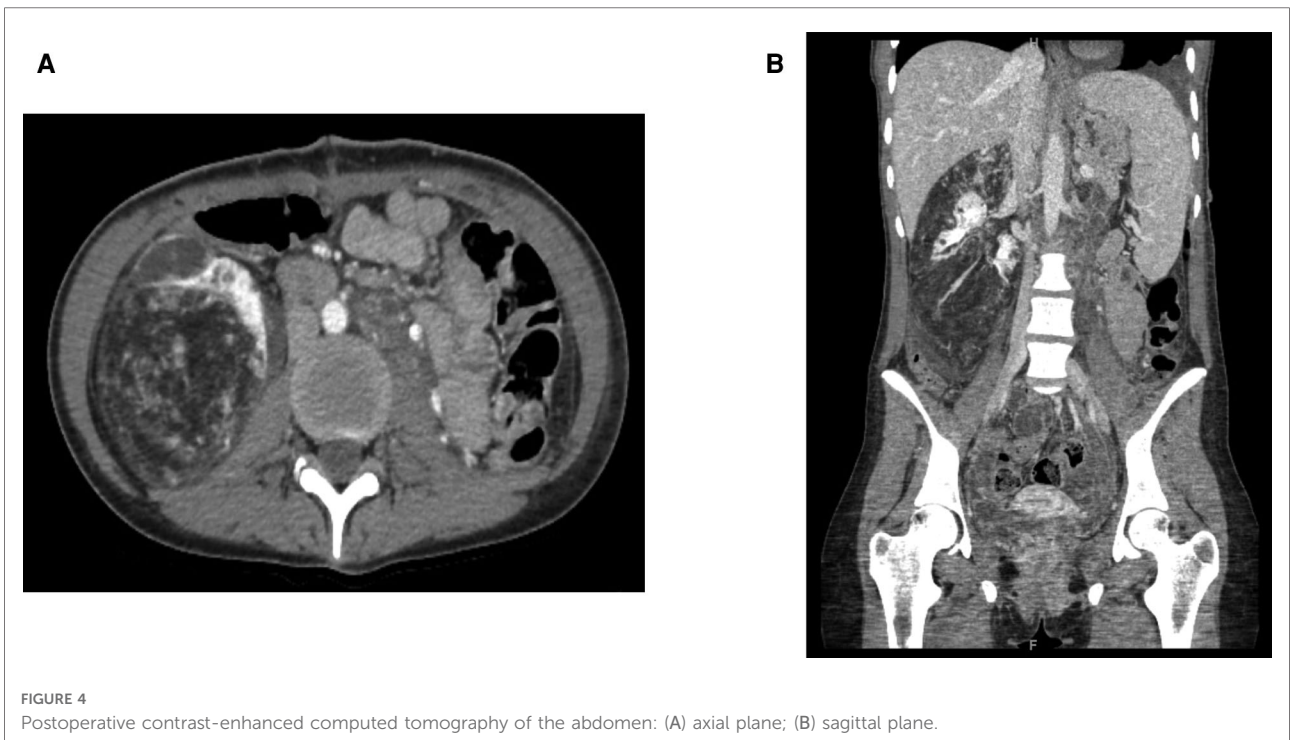 A
B
H
F
FIGURE 4
Postoperative contrast-enhanced computed tomography of the abdomen: (A) axial plane; (B) sagittal plane.